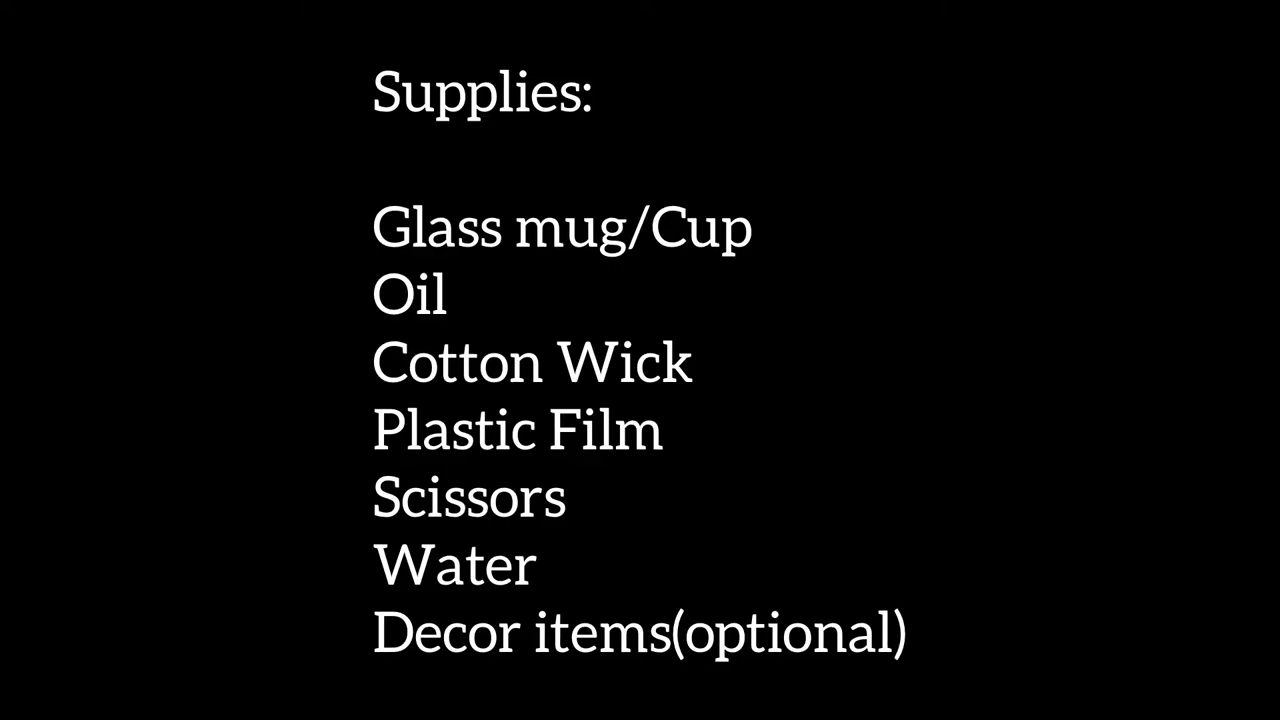 Supplies:
Glass mug/Cup
Oil
Cotton Wick
Plastic Film
Scissors
Water
Decor items(optional)